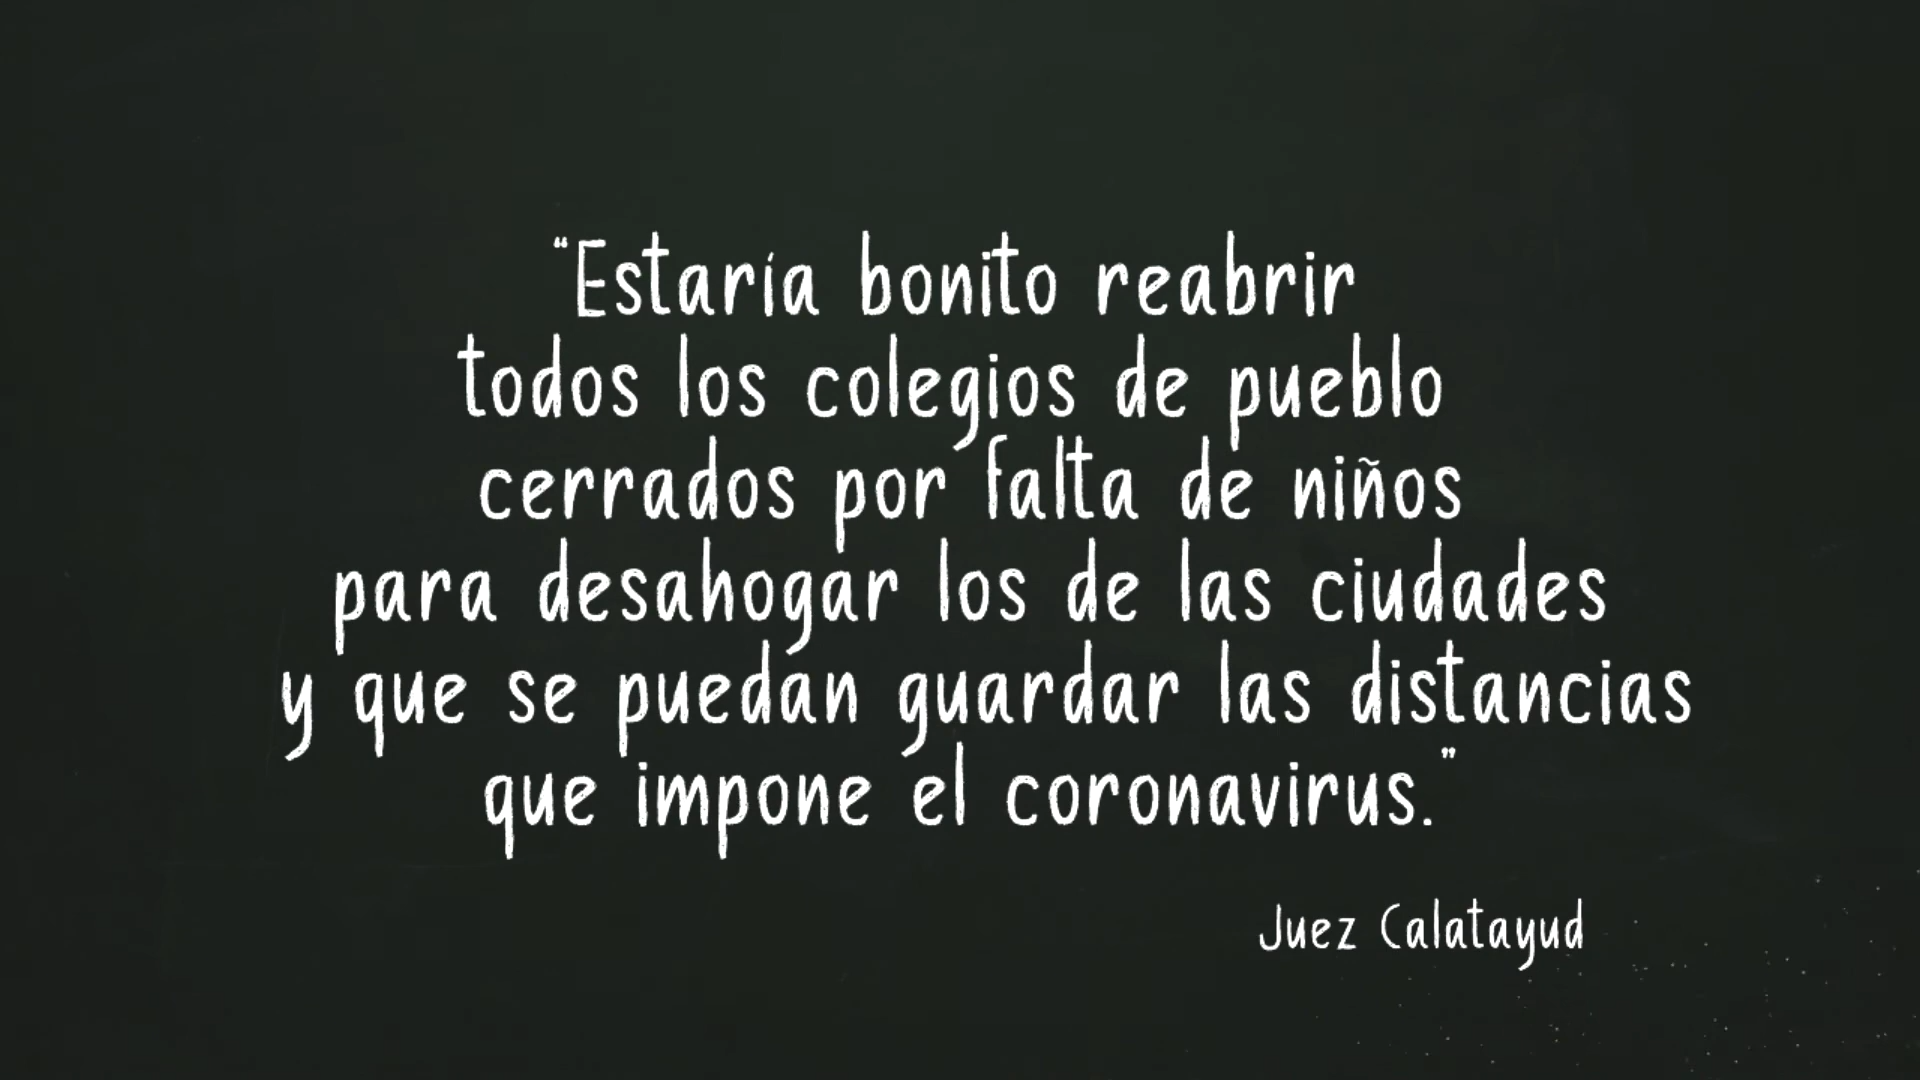 "Estaría bonito reabrir
todos los colegios de pueblo
cerrados por falta de niños
para desahogar los de las ciudades
y que se puedan guardar las distancias
que impone el coronavirus."
Juez Calatayud